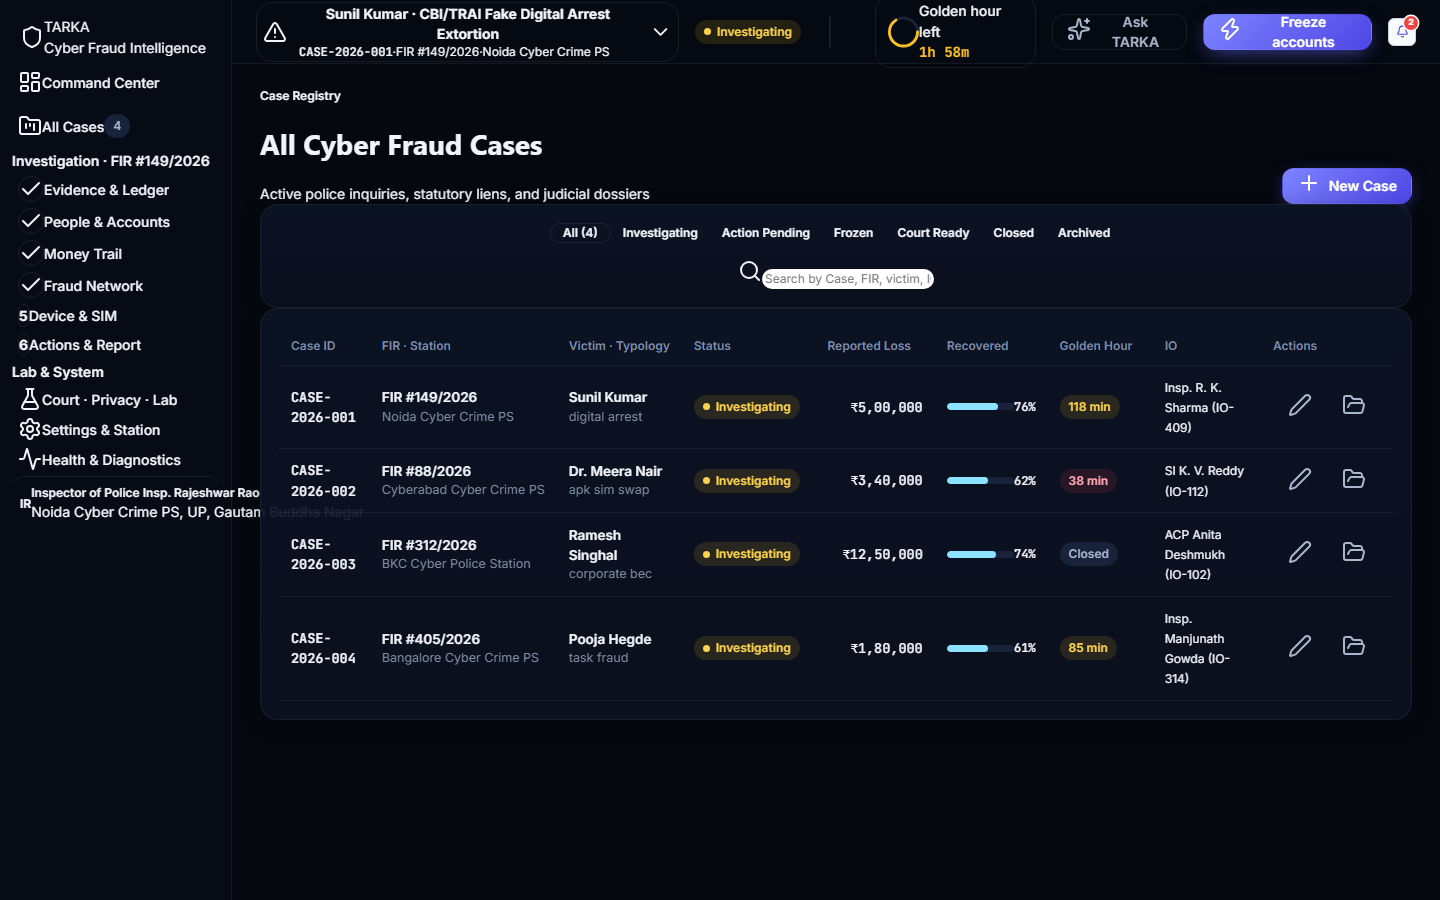 TARKA
Cyber Fraud Intelligence
Command Center
All Cases 4
Investigation · FIR #149/2026
Evidence & Ledger
People & Accounts
Money Trail
Fraud Network
5 Device & SIM
6 Actions & Report
Lab & System
Court · Privacy · Lab
Settings & Station
Health & Diagnostics
IR
Inspector of Police Insp. Rajeshwar Rao
Noida Cyber Crime PS, UP, Gautam Buddha Nagar
Sunil Kumar · CBI/TRAI Fake Digital Arrest
Extortion
CASE-2026-001·FIR #149/2026·Noida Cyber Crime PS
Investigating
Golden hour
left
1h 58m
Ask
TARKA
Freeze
accounts
2
Case Registry
All Cyber Fraud Cases
Active police inquiries, statutory liens, and judicial dossiers
New Case
All (4) Investigating Action Pending Frozen Court Ready Closed Archived
Search by Case, FIR, victim,
Case ID FIR · Station Victim · Typology Status Reported Loss Recovered Golden Hour IO Actions
CASE-
2026-001
FIR #149/2026
Noida Cyber Crime PS
Sunil Kumar
digital arrest
Investigating
₹5,00,000
76%
118 min
Insp. R. K.
Sharma (IO-
409)
CASE-
2026-002
FIR #88/2026
Cyberabad Cyber Crime PS
Dr. Meera Nair
apk sim swap
Investigating
₹3,40,000
62%
38 min
SI K. V. Reddy
(IO-112)
CASE-
2026-003
FIR #312/2026
BKC Cyber Police Station
Ramesh
Singhal
corporate bec
Investigating
₹12,50,000
74%
Closed
ACP Anita
Deshmukh
(IO-102)
CASE-
2026-004
FIR #405/2026
Bangalore Cyber Crime PS
Pooja Hegde
task fraud
Investigating
₹1,80,000
61%
85 min
Insp.
Manjunath
Gowda (IO-
314)